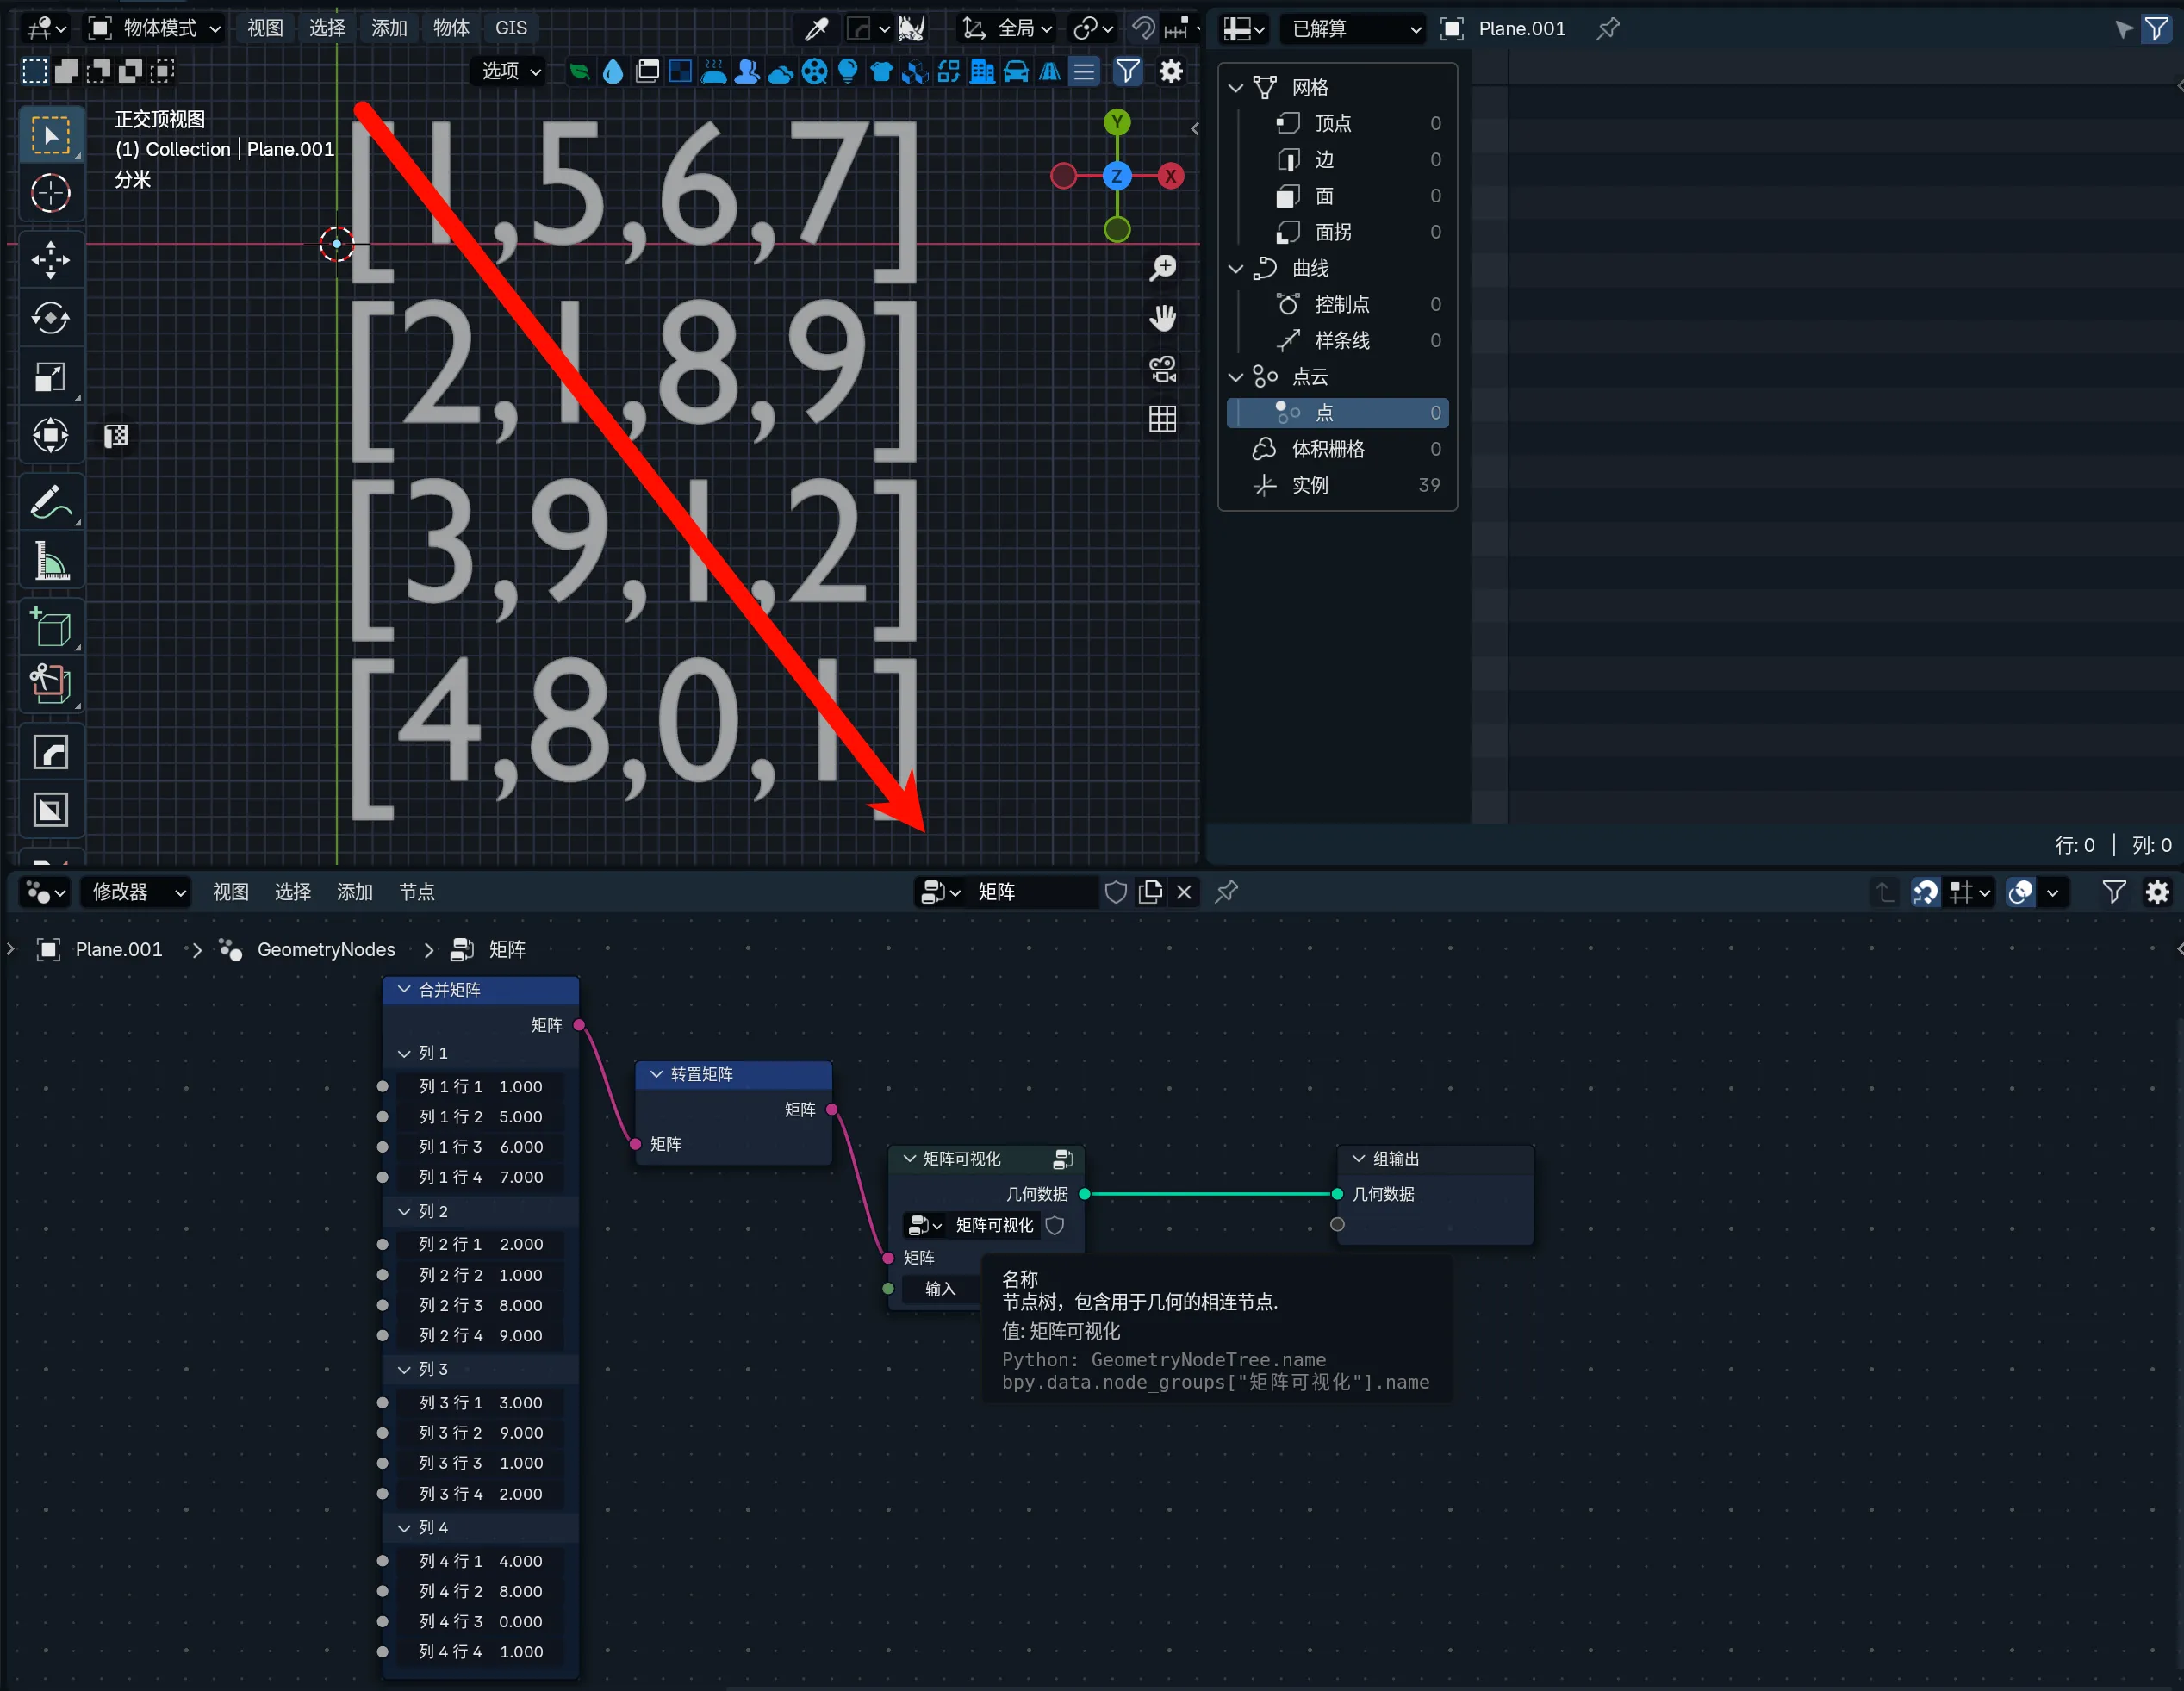 物体模式 视图 选择 添加 物体 GIS 全局
选项
正交顶视图
(1) Collection | Plane.001
分米
[1,5,6,7]
[2,1,8,9]
[3,9,1,2]
[4,8,0,1]
Y
Z
X
已解算 Plane.001
网格
顶点 0
边 0
面 0
面拐 0
曲线
控制点 0
样条线 0
点云
点 0
体积栅格 0
实例 39
行: 0 | 列: 0
修改器 视图 选择 添加 节点 矩阵
Plane.001 > GeometryNodes > 矩阵
合并矩阵
矩阵
列 1
列 1 行 1 1.000
列 1 行 2 5.000
列 1 行 3 6.000
列 1 行 4 7.000
列 2
列 2 行 1 2.000
列 2 行 2 1.000
列 2 行 3 8.000
列 2 行 4 9.000
列 3
列 3 行 1 3.000
列 3 行 2 9.000
列 3 行 3 1.000
列 3 行 4 2.000
列 4
列 4 行 1 4.000
列 4 行 2 8.000
列 4 行 3 0.000
列 4 行 4 1.000
转置矩阵
矩阵
矩阵
矩阵可视化
几何数据
矩阵可视化
矩阵
输入
组输出
几何数据
名称
节点树，包含用于几何的相连节点.
值: 矩阵可视化
Python: GeometryNodeTree.name
bpy.data.node_groups["矩阵可视化"].name